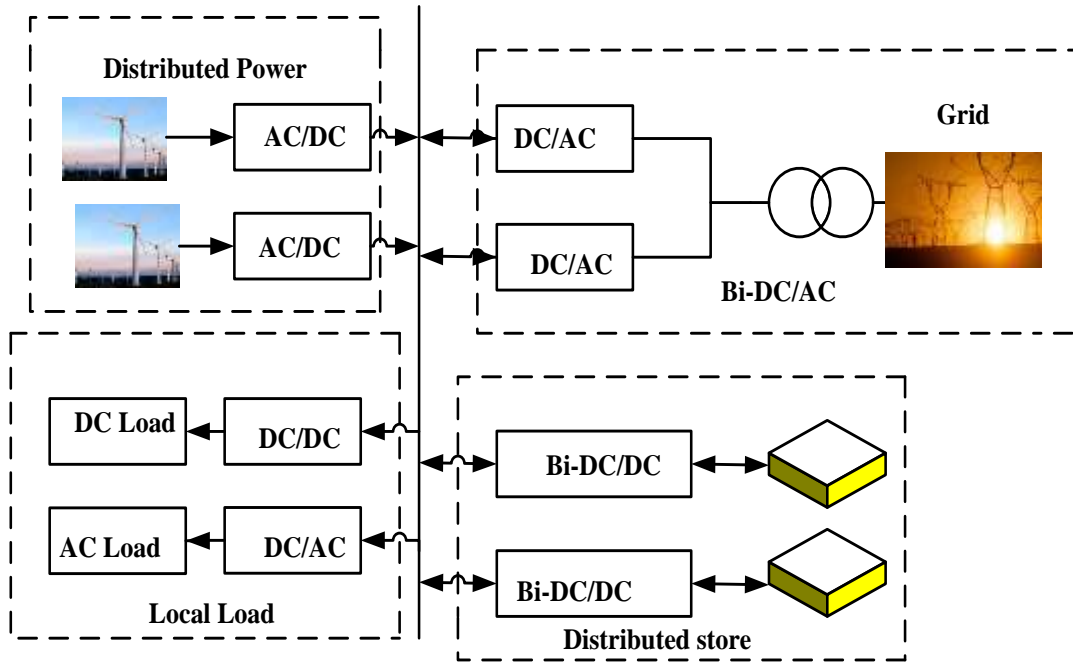 Distributed Power
AC/DC
AC/DC
DC/AC
DC/AC
Grid
Bi-DC/AC
DC Load
DC/DC
AC Load
DC/AC
Local Load
Bi-DC/DC
Bi-DC/DC
Distributed store